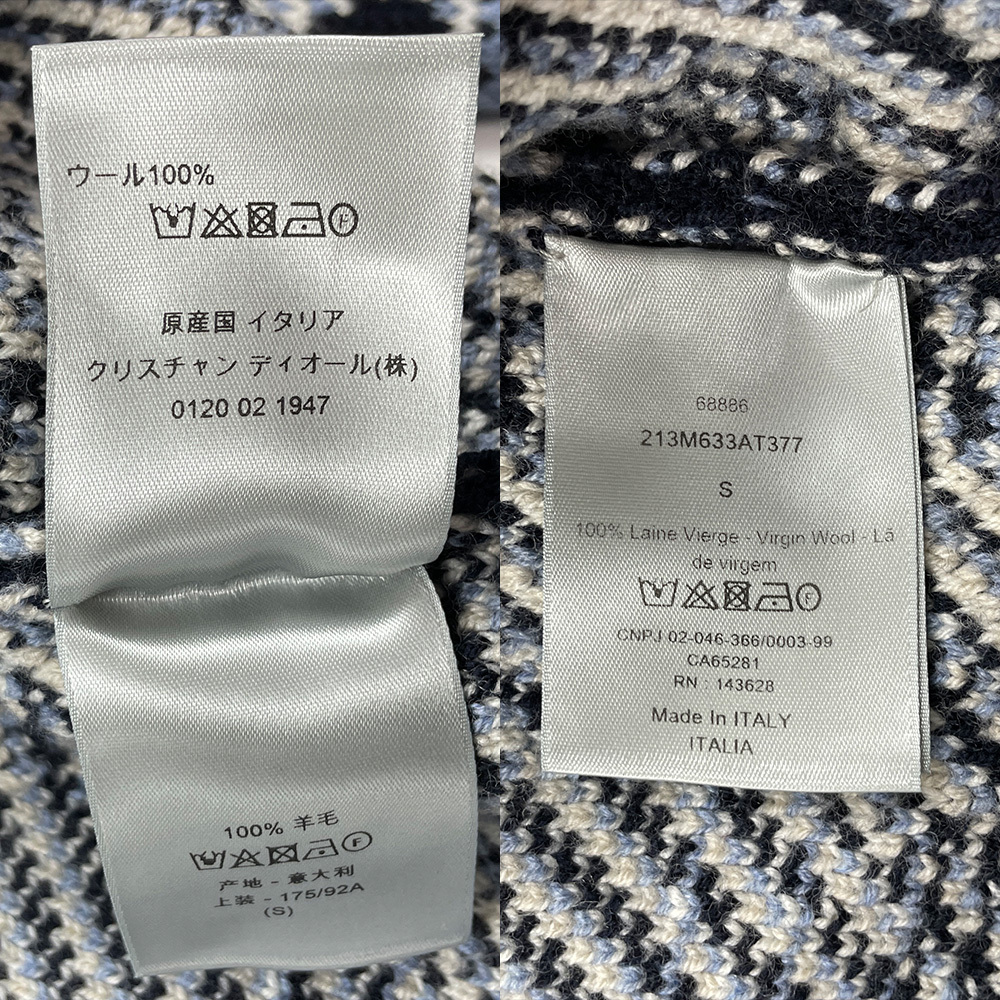 ウール100%
原産国 イタリア
クリスチャン ディオール(株)
0120 02 1947
100% 羊毛
产地 - 意大利
上装 - 175/92A
(S)
68886
213M633AT377
S
100% Laine Vierge - Virgin Wool - Lã
de virgem
CNPJ 02-046-366/0003-99
CA65281
RN : 143628
Made In ITALY
ITALIA